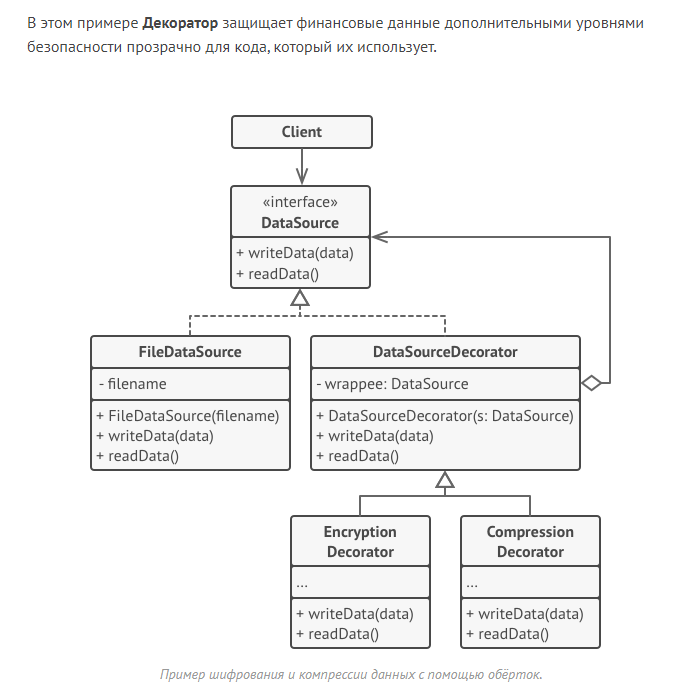 В этом примере Декоратор защищает финансовые данные дополнительными уровнями
безопасности прозрачно для кода, который их использует.
Client
«interface»
DataSource
+ writeData(data)
+ readData()
FileDataSource
- filename
+ FileDataSource(filename)
+ writeData(data)
+ readData()
DataSourceDecorator
- wrappee: DataSource
+ DataSourceDecorator(s: DataSource)
+ writeData(data)
+ readData()
Encryption
Decorator
...
+ writeData(data)
+ readData()
Compression
Decorator
...
+ writeData(data)
+ readData()
Пример шифрования и компрессии данных с помощью обёрток.